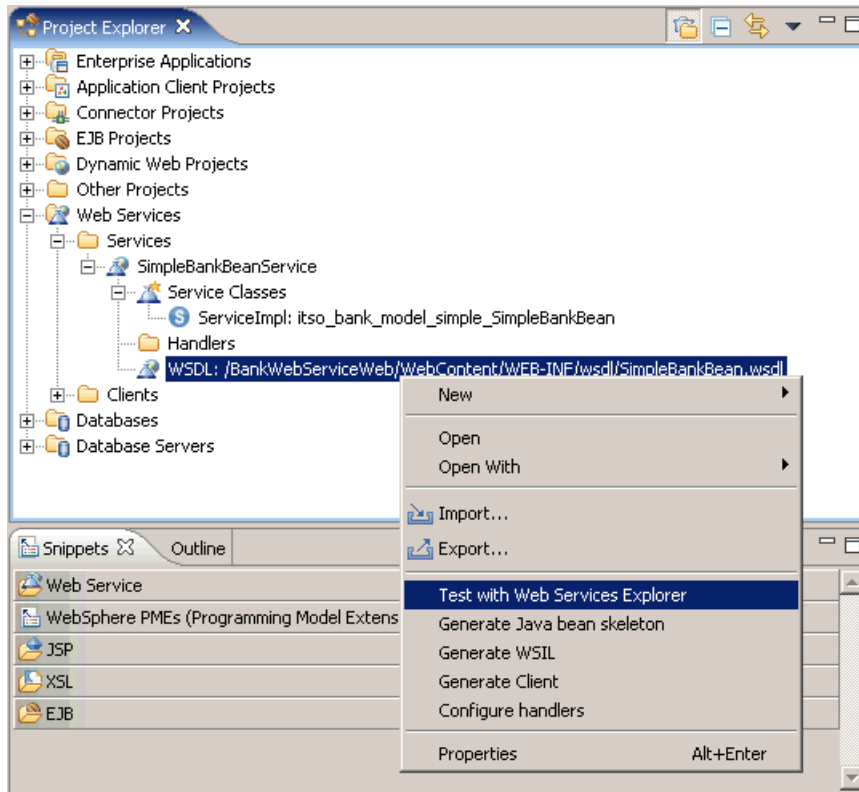 Project Explorer
Enterprise Applications
Application Client Projects
Connector Projects
EJB Projects
Dynamic Web Projects
Other Projects
Web Services
Services
SimpleBankBeanService
Service Classes
ServiceImpl: itso_bank_model_simple_SimpleBankBean
Handlers
WSDL: /BankWebServiceWeb/WebContent/WEB-INF/wsdl/SimpleBankBean.wsdl
Clients
Databases
Database Servers
New
Open
Open With
Import...
Export...
Test with Web Services Explorer
Generate Java bean skeleton
Generate WSIL
Generate Client
Configure handlers
Properties Alt+Enter
Snippets Outline
Web Service
WebSphere PMEs (Programming Model Extens
JSP
XSL
EJB